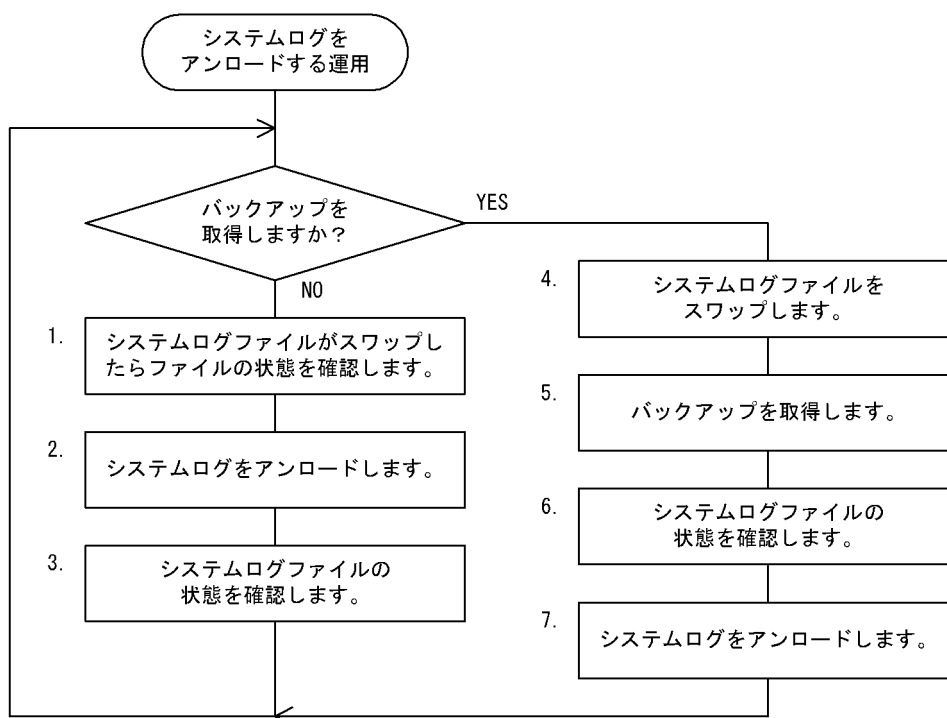 システムログを
アンロードする運用
バックアップを
取得しますか？
YES
NO
1.
システムログファイルがスワップし
たらファイルの状態を確認します。
2.
システムログをアンロードします。
3.
システムログファイルの
状態を確認します。
4.
システムログファイルを
スワップします。
5.
バックアップを取得します。
6.
システムログファイルの
状態を確認します。
7.
システムログをアンロードします。